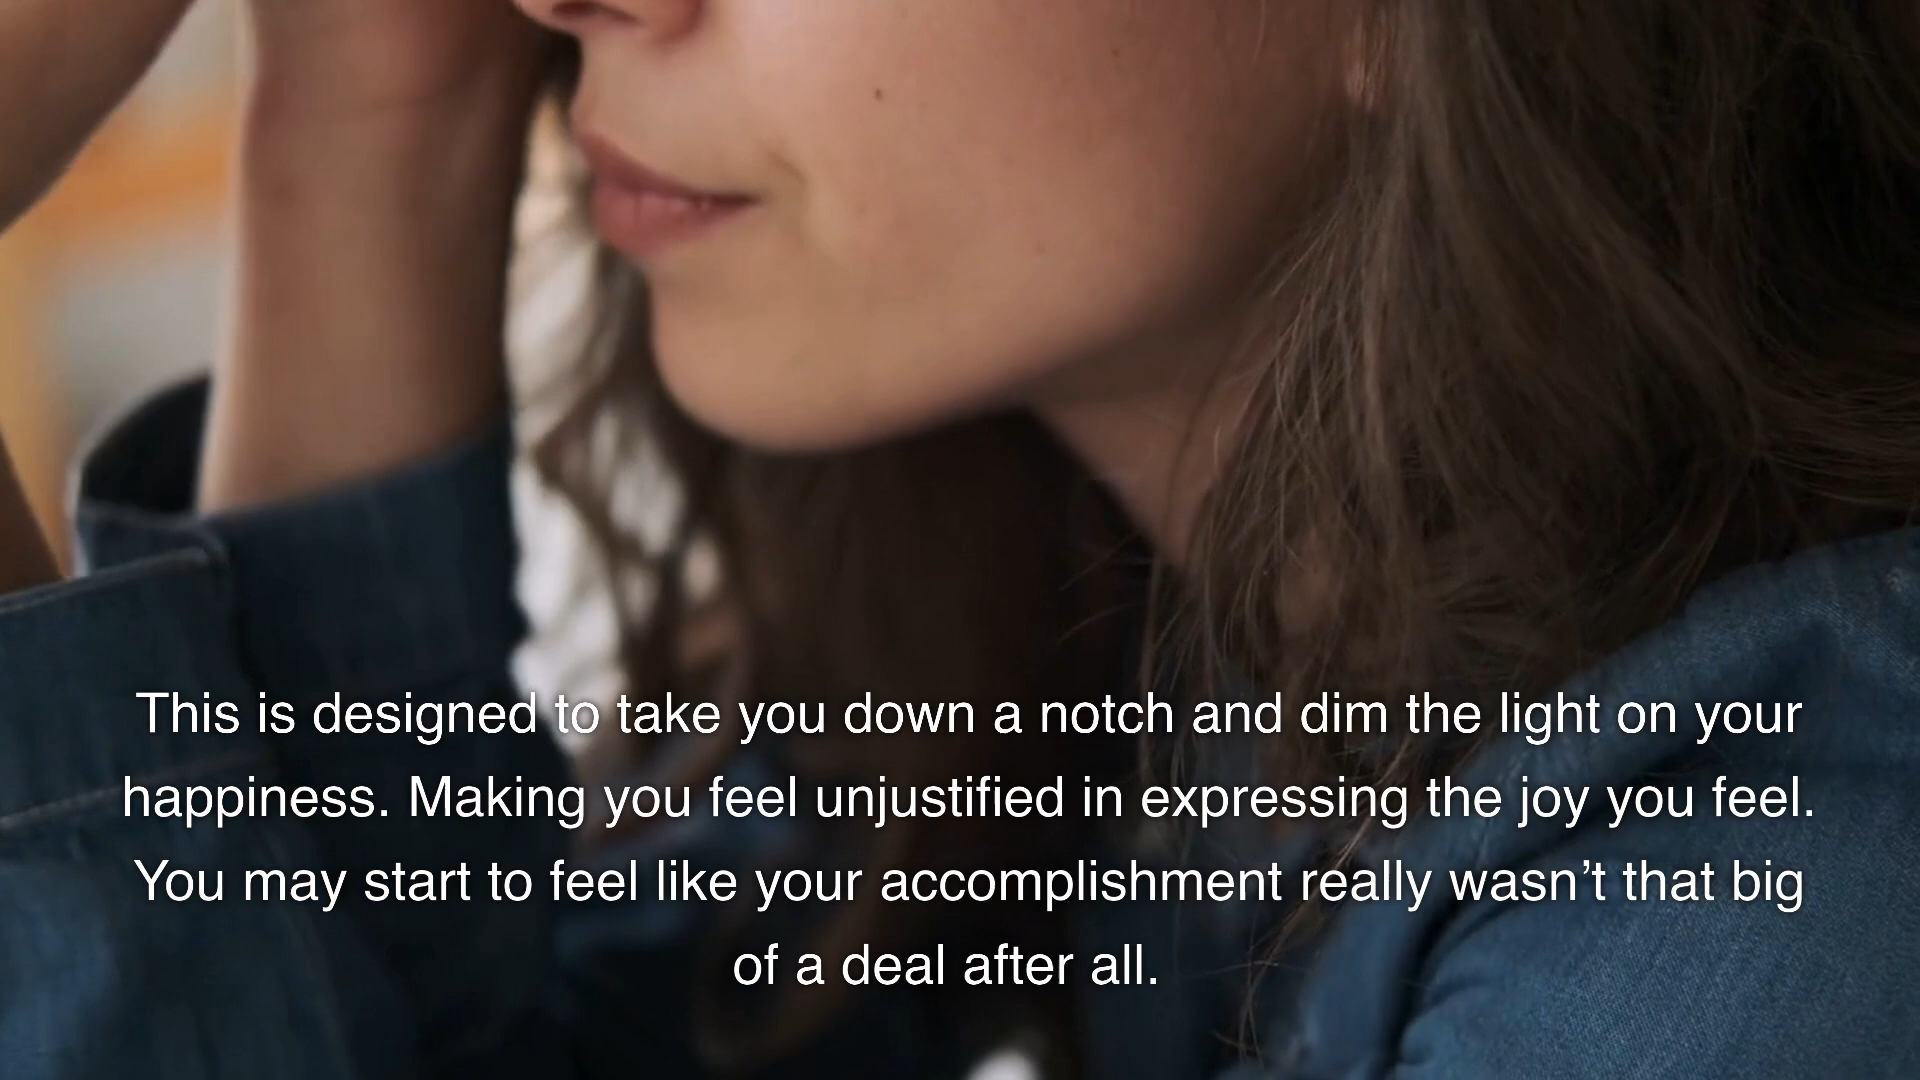 This is designed to take you down a notch and dim the light on your
happiness. Making you feel unjustified in expressing the joy you feel.
You may start to feel like your accomplishment really wasn’t that big
of a deal after all.